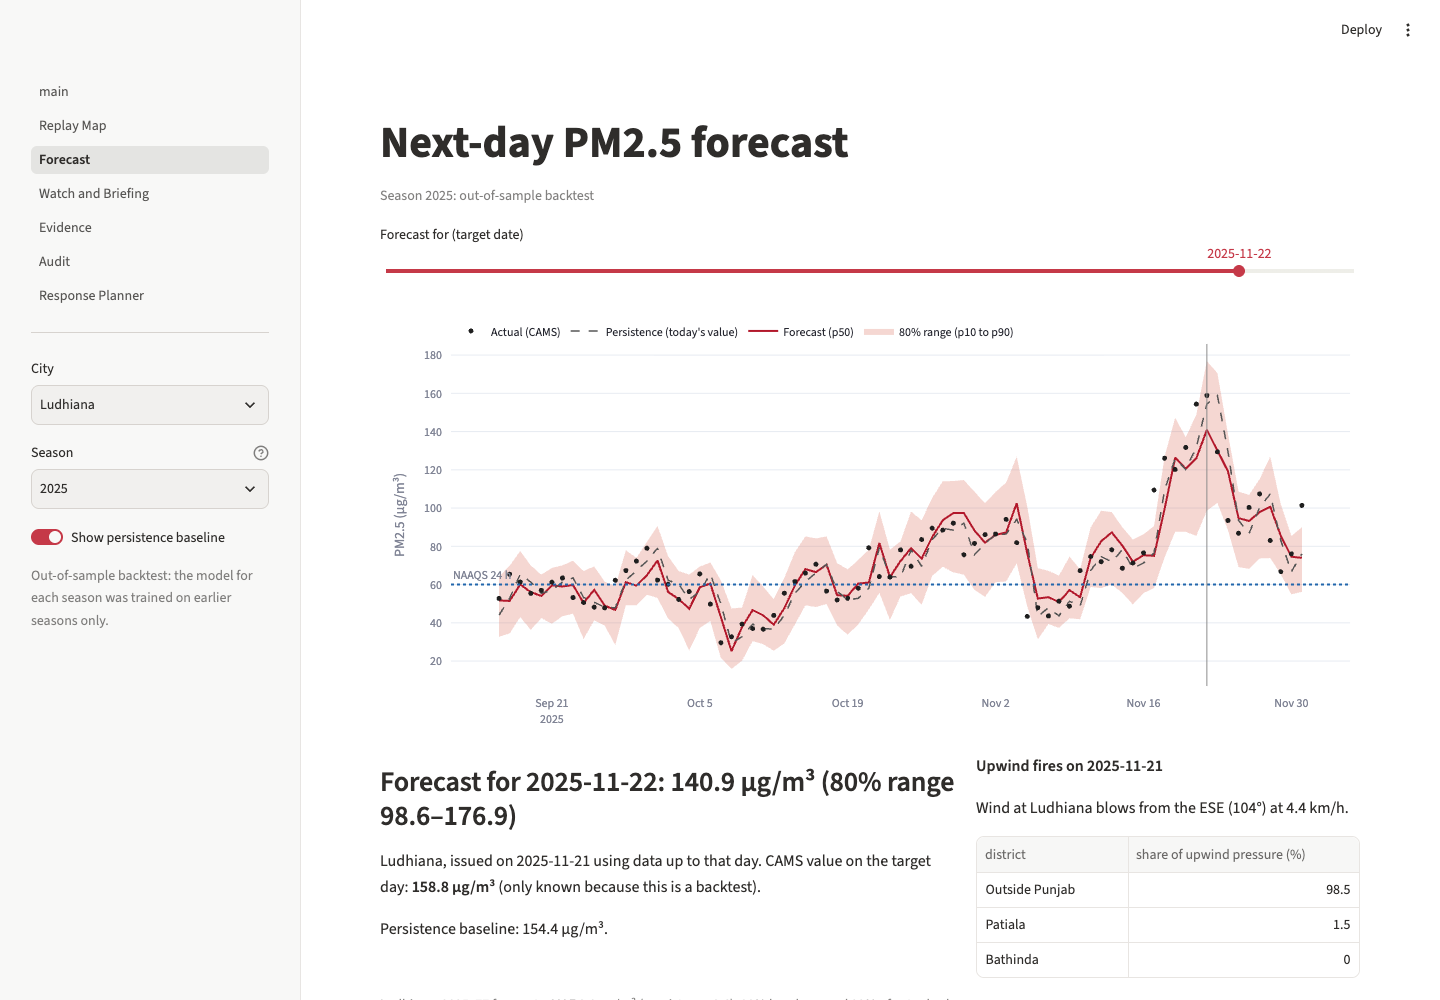 Deploy
main
Replay Map
Forecast
Watch and Briefing
Evidence
Audit
Response Planner
City
Ludhiana
Season
2025
Show persistence baseline
Out-of-sample backtest: the model for
each season was trained on earlier
seasons only.
Next-day PM2.5 forecast
Season 2025: out-of-sample backtest
Forecast for (target date)
2025-11-22
Actual (CAMS)
Persistence (today's value)
Forecast (p50)
80% range (p10 to p90)
180
160
140
120
100
80
60
40
20
PM2.5 (µg/m³)
NAAQS 24 h
Sep 21
2025
Oct 5
Oct 19
Nov 2
Nov 16
Nov 30
Forecast for 2025-11-22: 140.9 µg/m³ (80% range
98.6–176.9)
Ludhiana, issued on 2025-11-21 using data up to that day. CAMS value on the target
day: 158.8 µg/m³ (only known because this is a backtest).
Persistence baseline: 154.4 µg/m³.
Upwind fires on 2025-11-21
Wind at Ludhiana blows from the ESE (104°) at 4.4 km/h.
district share of upwind pressure (%)
Outside Punjab 98.5
Patiala 1.5
Bathinda 0